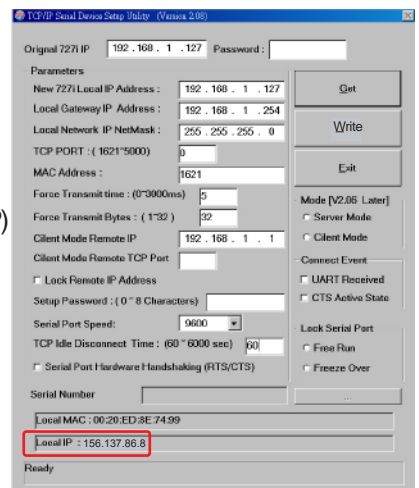 TCP/IP Serial Device Setup Utility (Version 2.08)
Orignal 727i IP 192 . 168 . 1 . 127 Password :
Parameters
New 727i Local IP Address : 192 . 168 . 1 . 127
Local Gateway IP Address : 192 . 168 . 1 . 254
Local Network IP NetMask : 255 . 255 . 255 . 0
TCP PORT : ( 1621~5000) 0
MAC Address : 1621
Force Transmit time : (0~3000ms) 5
Force Transmit Bytes : ( 1~32 ) 32
Cilent Mode Remote IP 192 . 168 . 1 . 1
Cilent Mode Remote TCP Port
Lock Remote IP Address
Setup Password : ( 0 ~ 8 Characters)
Serial Port Speed: 9600
TCP Idle Disconnect Time : (60 ~ 6000 sec) 60
Serial Port Hardware Handshaking (RTS/CTS)
Serial Number
Local MAC : 00:20:ED:8E:74:99
Local IP : 156.137.86.8
Ready
Get
Write
Exit
Mode [V2.06 Later]
Server Mode
Cilent Mode
Connect Event
UART Received
CTS Active State
Lock Serial Port
Free Run
Freeze Over
...
)